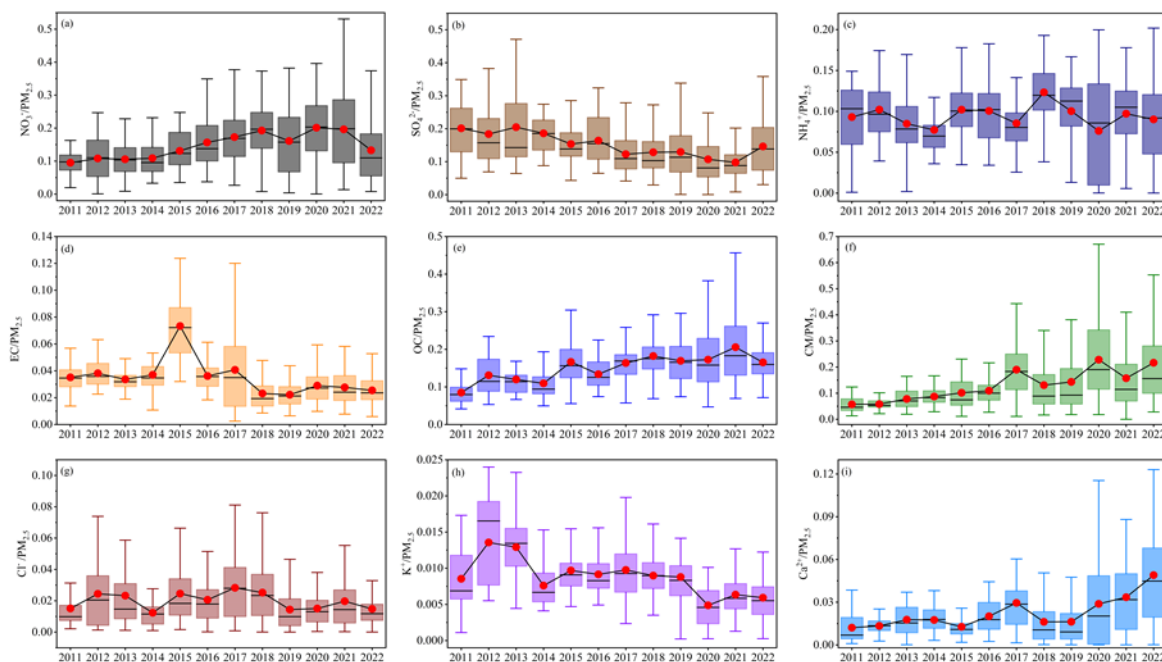 (a)
NO₃⁻/PM₂.₅
0.5
0.4
0.3
0.2
0.1
0.0
2011 2012 2013 2014 2015 2016 2017 2018 2019 2020 2021 2022
(b)
SO₄²⁻/PM₂.₅
0.5
0.4
0.3
0.2
0.1
0.0
2011 2012 2013 2014 2015 2016 2017 2018 2019 2020 2021 2022
(c)
NH₄⁺/PM₂.₅
0.20
0.15
0.10
0.05
0.00
2011 2012 2013 2014 2015 2016 2017 2018 2019 2020 2021 2022
(d)
EC/PM₂.₅
0.14
0.12
0.10
0.08
0.06
0.04
0.02
0.00
2011 2012 2013 2014 2015 2016 2017 2018 2019 2020 2021 2022
(e)
OC/PM₂.₅
0.5
0.4
0.3
0.2
0.1
0.0
2011 2012 2013 2014 2015 2016 2017 2018 2019 2020 2021 2022
(f)
CM/PM₂.₅
0.7
0.6
0.5
0.4
0.3
0.2
0.1
0.0
2011 2012 2013 2014 2015 2016 2017 2018 2019 2020 2021 2022
(g)
Cl⁻/PM₂.₅
0.10
0.08
0.06
0.04
0.02
0.00
2011 2012 2013 2014 2015 2016 2017 2018 2019 2020 2021 2022
(h)
K⁺/PM₂.₅
0.025
0.020
0.015
0.010
0.005
0.000
2011 2012 2013 2014 2015 2016 2017 2018 2019 2020 2021 2022
(i)
Ca²⁺/PM₂.₅
0.12
0.09
0.06
0.03
0.00
2011 2012 2013 2014 2015 2016 2017 2018 2019 2020 2021 2022